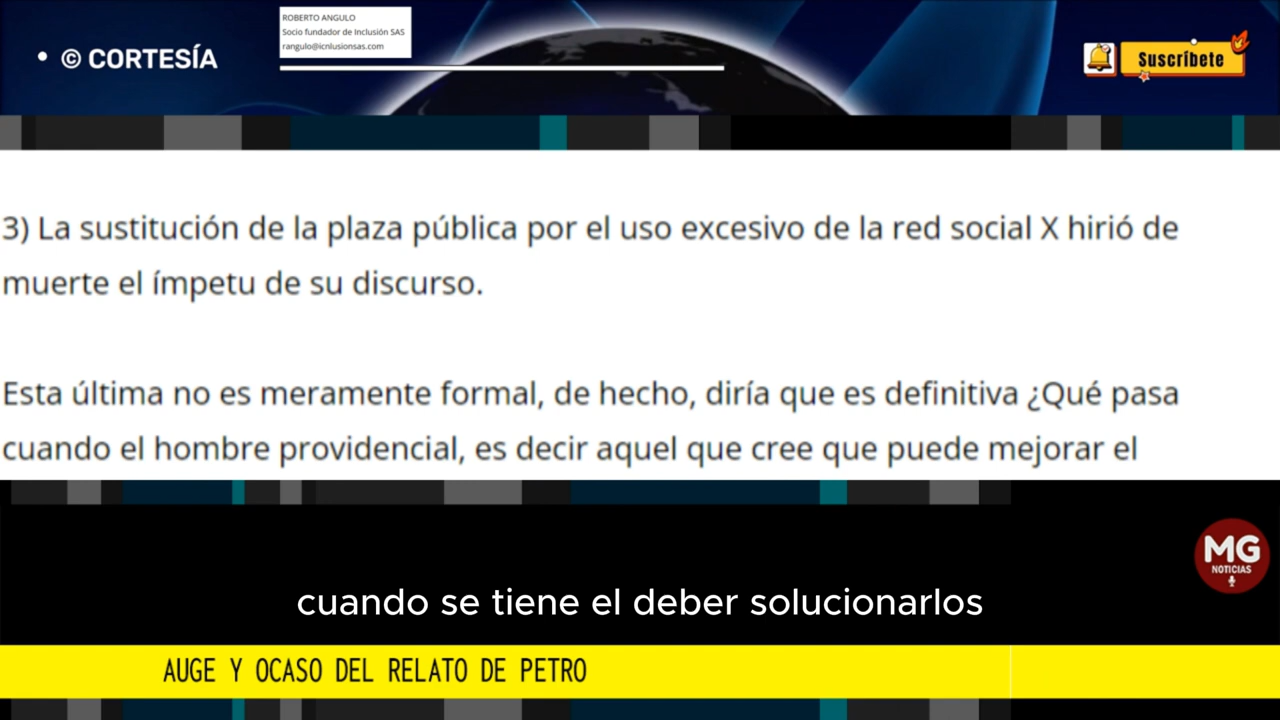 ROBERTO ANGULO
Socio fundador de Inclusión SAS
rangulo@icnlusionsas.com
• © CORTESÍA
Suscríbete
3) La sustitución de la plaza pública por el uso excesivo de la red social X hirió de
muerte el ímpetu de su discurso.
Esta última no es meramente formal, de hecho, diría que es definitiva ¿Qué pasa
cuando el hombre providencial, es decir aquel que cree que puede mejorar el
MG
NOTICIAS
cuando se tiene el deber solucionarlos
AUGE Y OCASO DEL RELATO DE PETRO